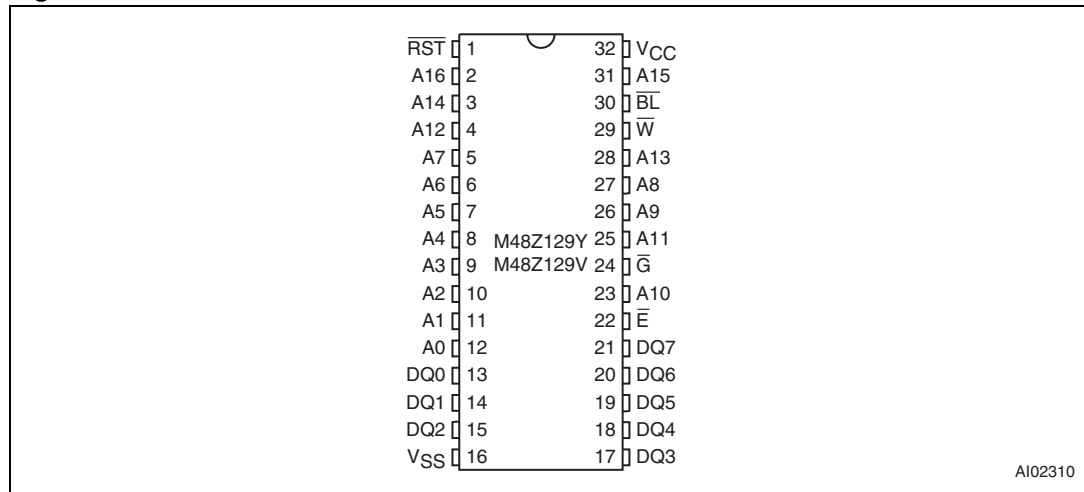 R̅S̅T̅ 1 32 VCC
A16 2 31 A15
A14 3 30 B̅L̅
A12 4 29 W̅
A7 5 28 A13
A6 6 27 A8
A5 7 26 A9
A4 8 M48Z129Y 25 A11
A3 9 M48Z129V 24 G̅
A2 10 23 A10
A1 11 22 E̅
A0 12 21 DQ7
DQ0 13 20 DQ6
DQ1 14 19 DQ5
DQ2 15 18 DQ4
VSS 16 17 DQ3
AI02310